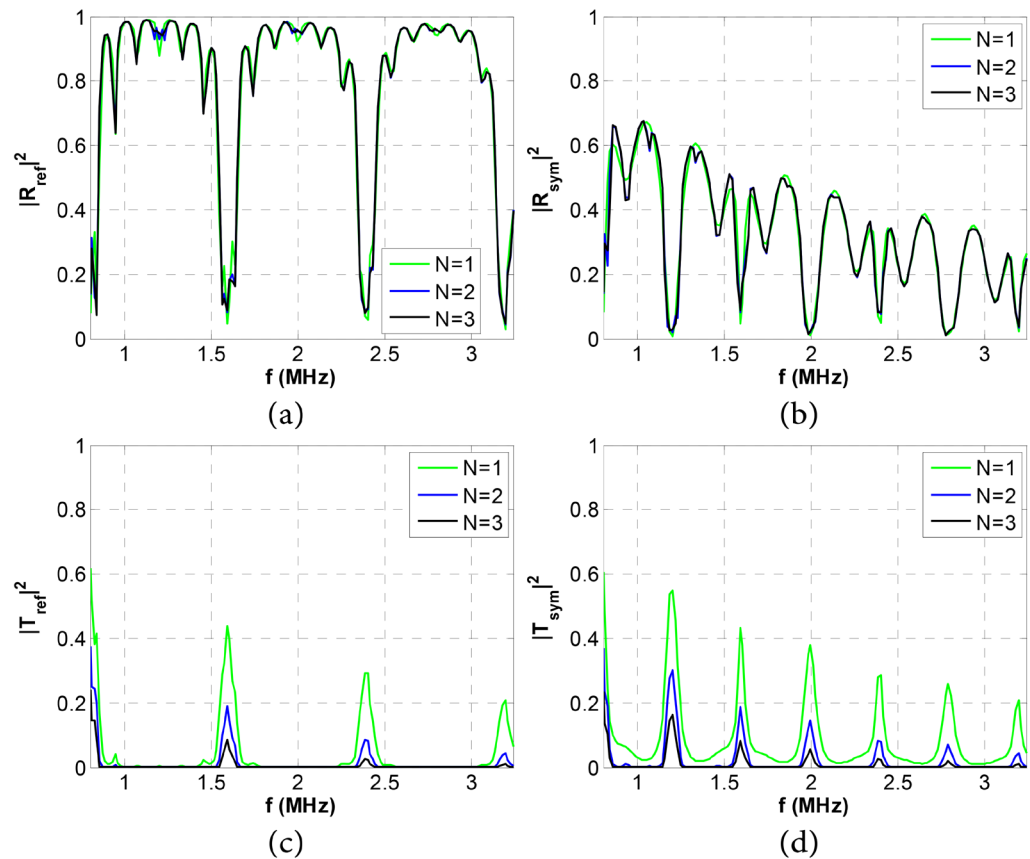 1
0.8
0.6
0.4
0.2
0
|R_ref|^2
N=1
N=2
N=3
1 1.5 2 2.5 3
f (MHz)
(a)
1
0.8
0.6
0.4
0.2
0
|R_sym|^2
N=1
N=2
N=3
1 1.5 2 2.5 3
f (MHz)
(b)
1
0.8
0.6
0.4
0.2
0
|T_ref|^2
N=1
N=2
N=3
1 1.5 2 2.5 3
f (MHz)
(c)
1
0.8
0.6
0.4
0.2
0
|T_sym|^2
N=1
N=2
N=3
1 1.5 2 2.5 3
f (MHz)
(d)